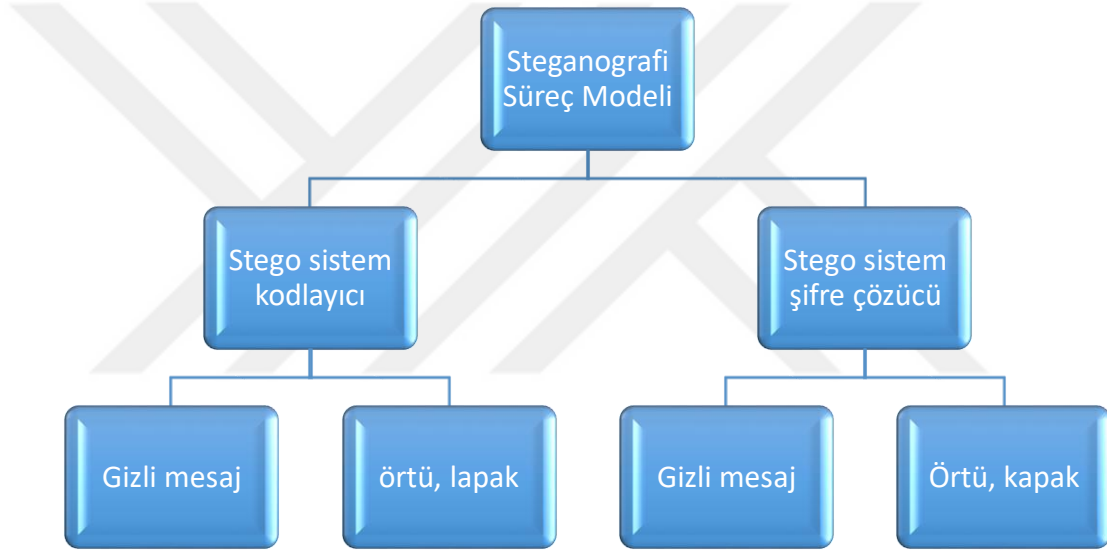 Steganografi
Süreç Modeli
Stego sistem
kodlayıcı
Stego sistem
şifre çözücü
Gizli mesaj
örtü, lapak
Gizli mesaj
Örtü, kapak